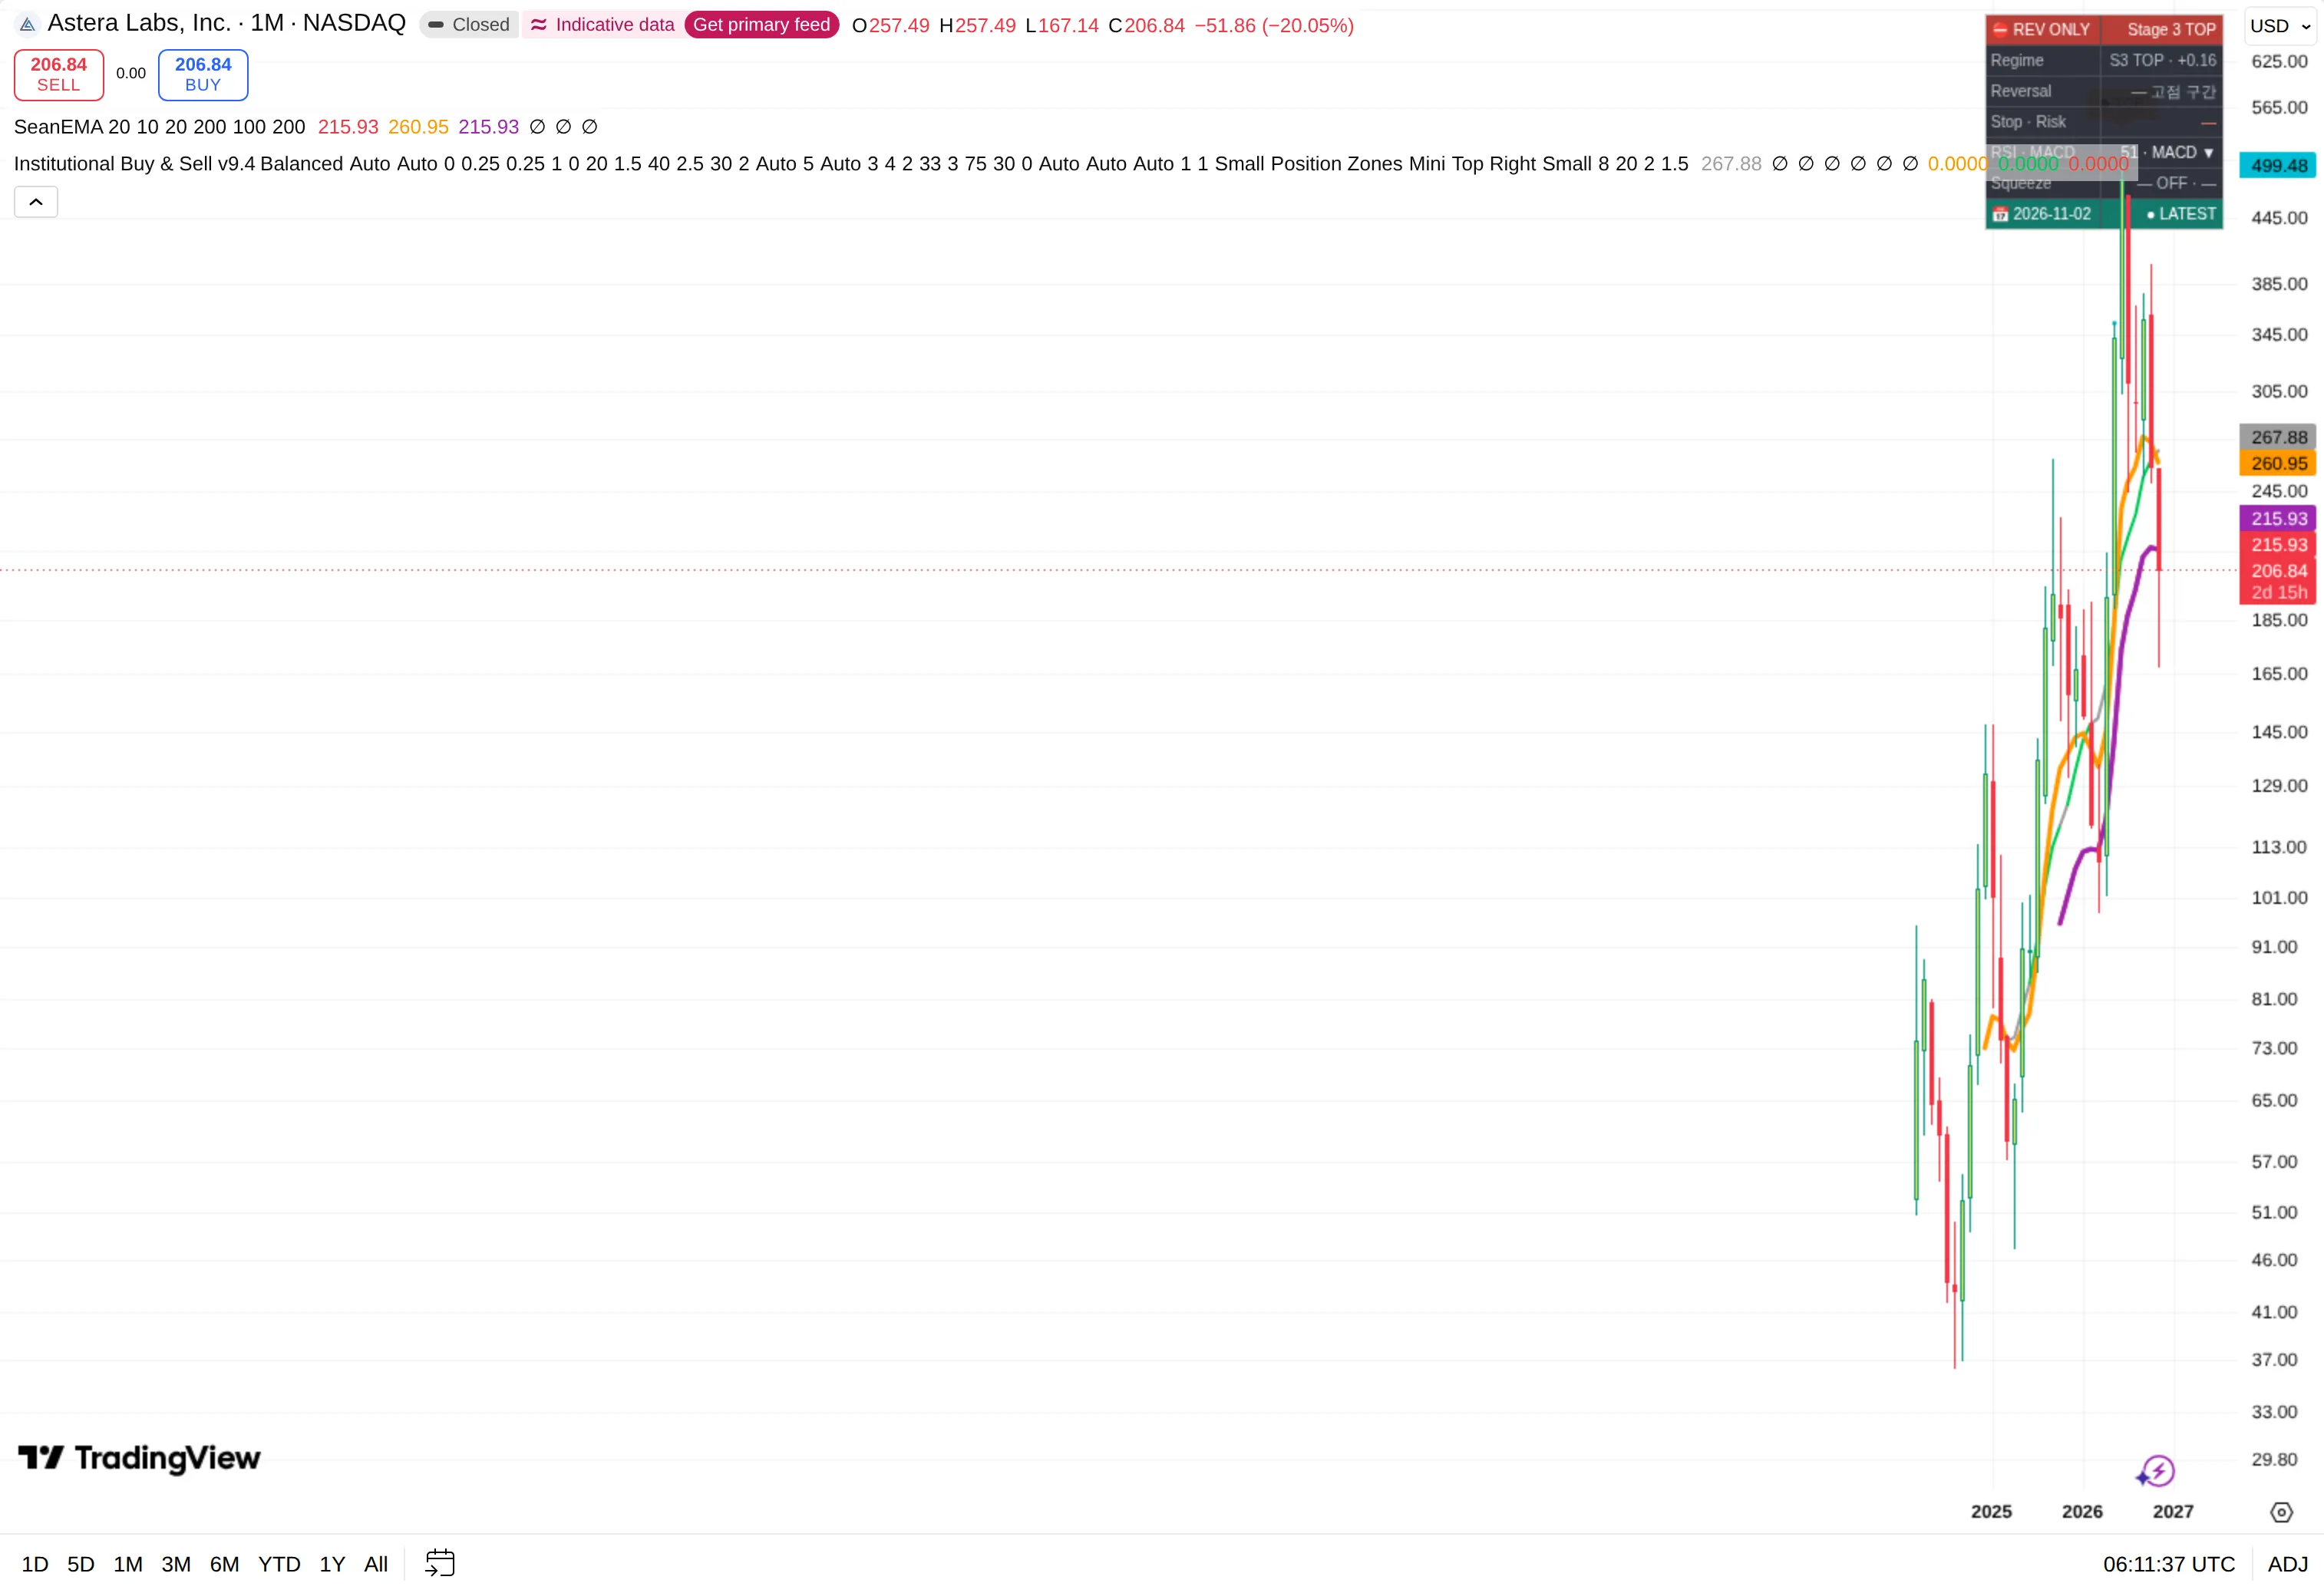 Astera Labs, Inc. · 1M · NASDAQ Closed Indicative data Get primary feed O257.49 H257.49 L167.14 C206.84 −51.86 (−20.05%)
206.84 SELL 0.00 206.84 BUY
SeanEMA 20 10 20 200 100 200 215.93 260.95 215.93 ∅ ∅ ∅
Institutional Buy & Sell v9.4 Balanced Auto Auto 0 0.25 0.25 1 0 20 1.5 40 2.5 30 2 Auto 5 Auto 3 4 2 33 3 75 30 0 Auto Auto Auto 1 1 Small Position Zones Mini Top Right Small 8 20 2 1.5 267.88 ∅ ∅ ∅ ∅ ∅ ∅ 0.0000 0.0000 0.0000
REV ONLY Stage 3 TOP
Regime S3 TOP · +0.16
Reversal — 고점 구간
Stop · Risk —
RSI · MACD 51 · MACD ▼
Squeeze — OFF · —
2026-11-02 ● LATEST
USD
625.00
565.00
499.48
445.00
385.00
345.00
305.00
267.88
260.95
245.00
215.93
215.93
206.84
2d 15h
185.00
165.00
145.00
129.00
113.00
101.00
91.00
81.00
73.00
65.00
57.00
51.00
46.00
41.00
37.00
33.00
29.80
TradingView
2025 2026 2027
1D 5D 1M 3M 6M YTD 1Y All 06:11:37 UTC ADJ